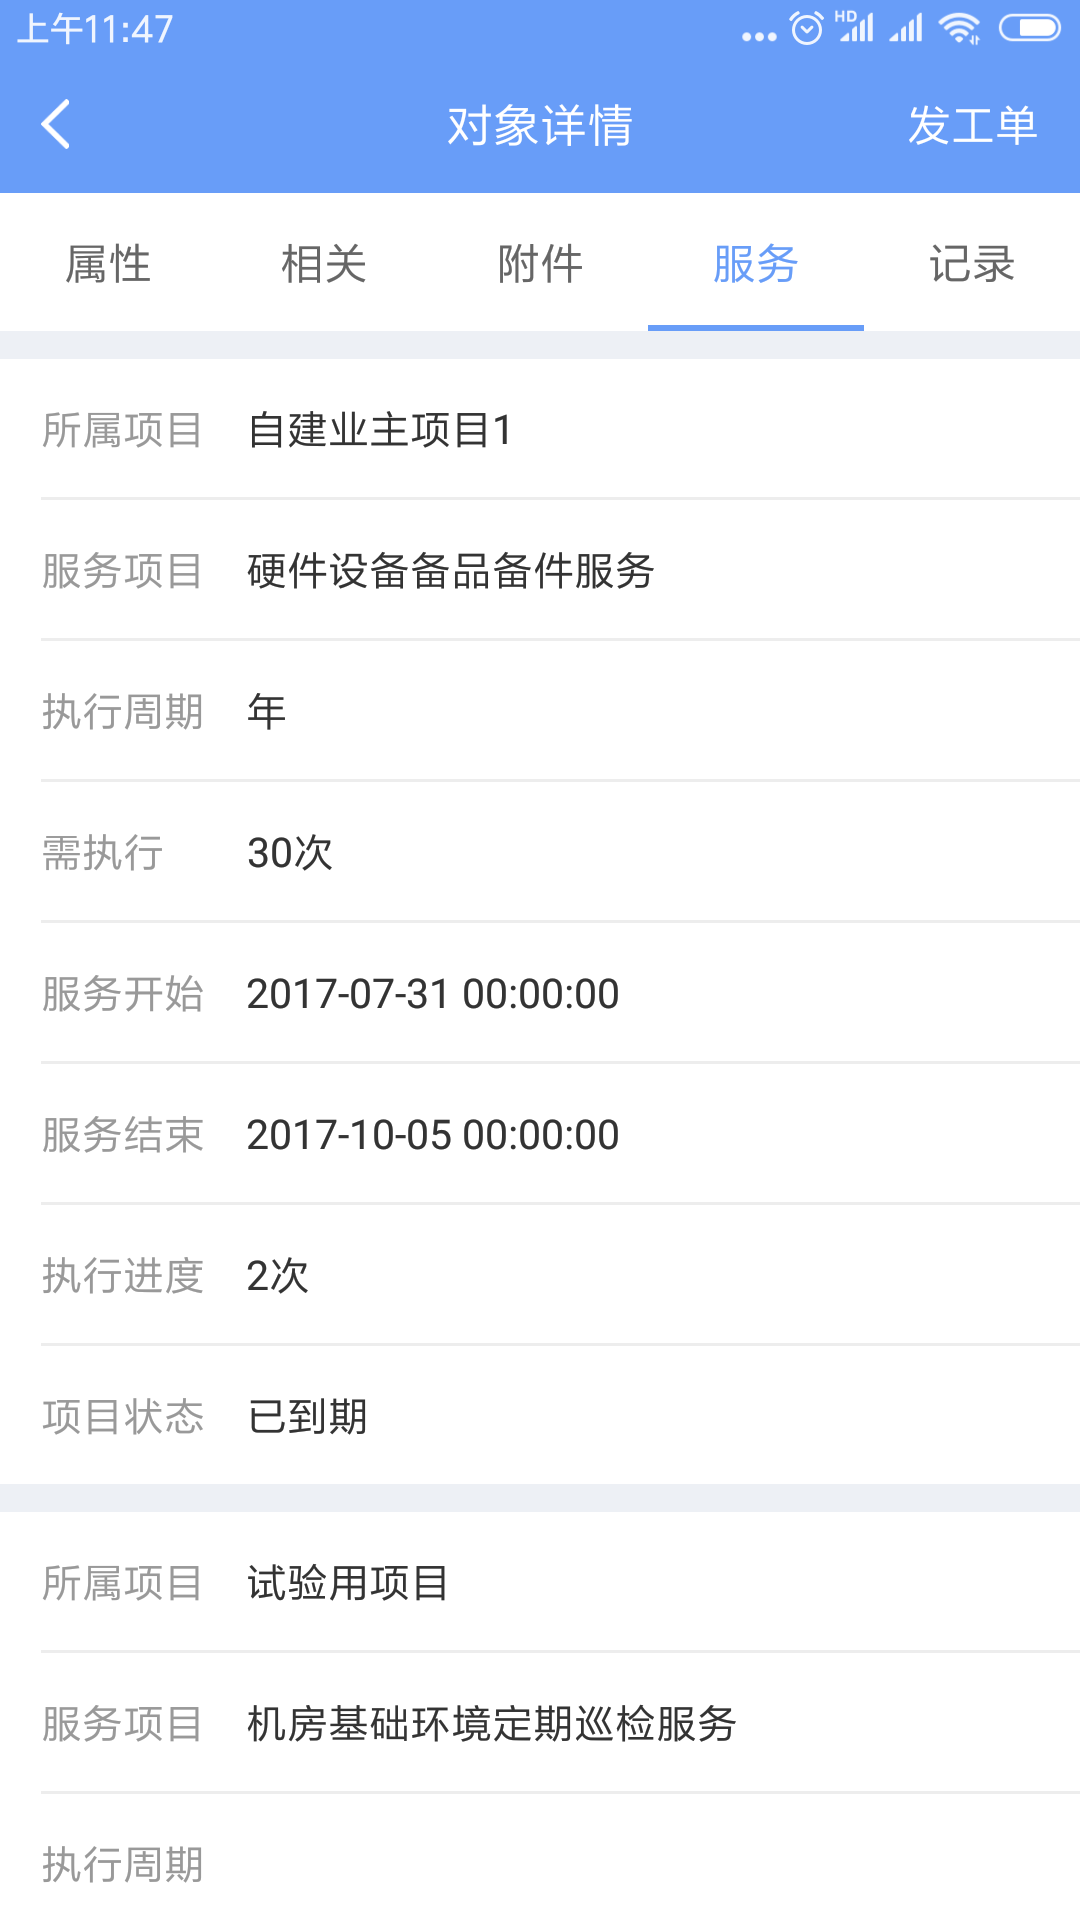 上午11:47
HD
对象详情 发工单
属性 相关 附件 服务 记录
所属项目 自建业主项目1
服务项目 硬件设备备品备件服务
执行周期 年
需执行 30次
服务开始 2017-07-31 00:00:00
服务结束 2017-10-05 00:00:00
执行进度 2次
项目状态 已到期
所属项目 试验用项目
服务项目 机房基础环境定期巡检服务
执行周期